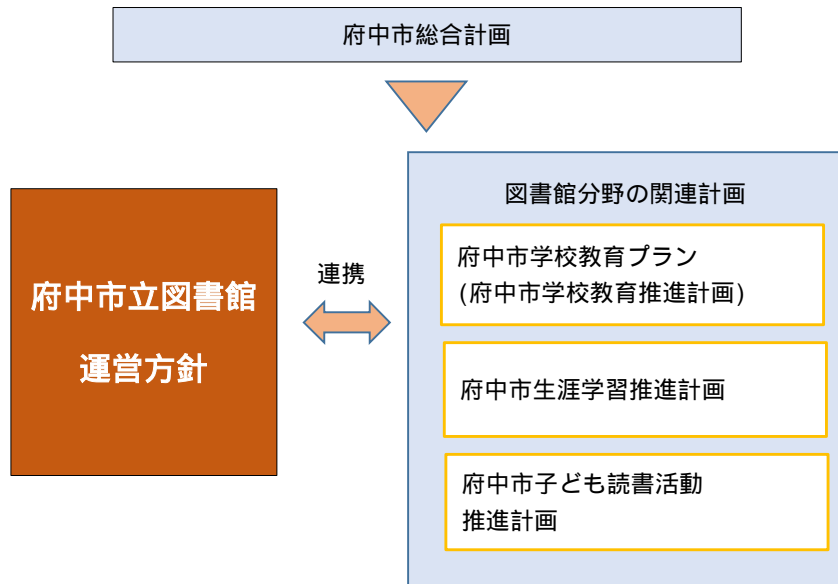 府中市総合計画
図書館分野の関連計画
府中市学校教育プラン
(府中市学校教育推進計画)
連携
府中市立図書館
運営方針
府中市生涯学習推進計画
府中市子ども読書活動
推進計画